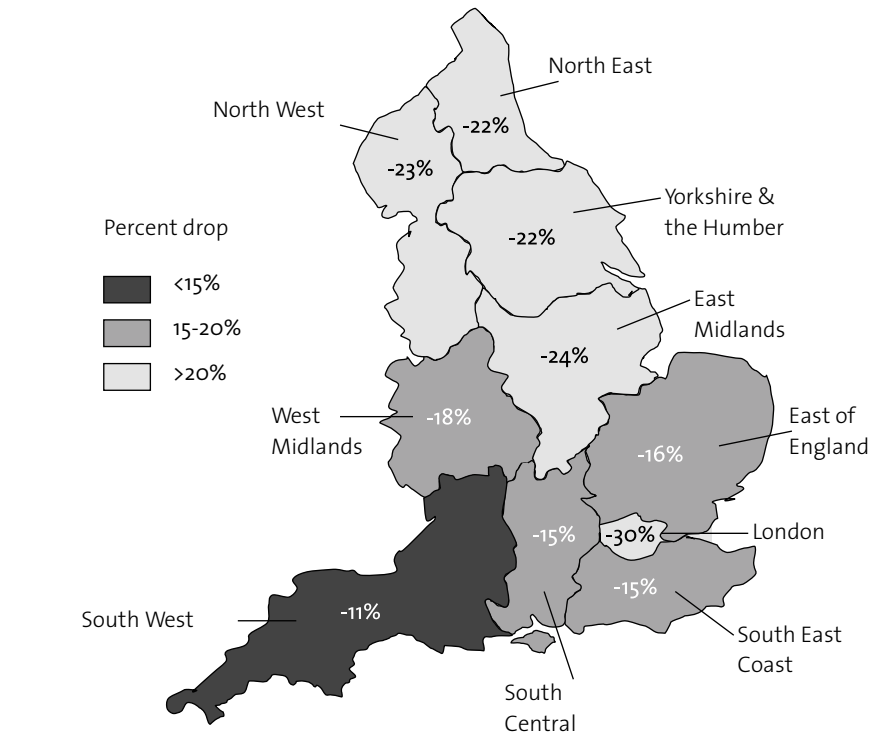 North East
North West
-22%
-23%
Yorkshire &
the Humber
Percent drop
-22%
<15%
East
Midlands
15-20%
-24%
>20%
West
Midlands
-18%
East of
England
-16%
London
-15%
-30%
-15%
South West
-11%
South East
Coast
South
Central